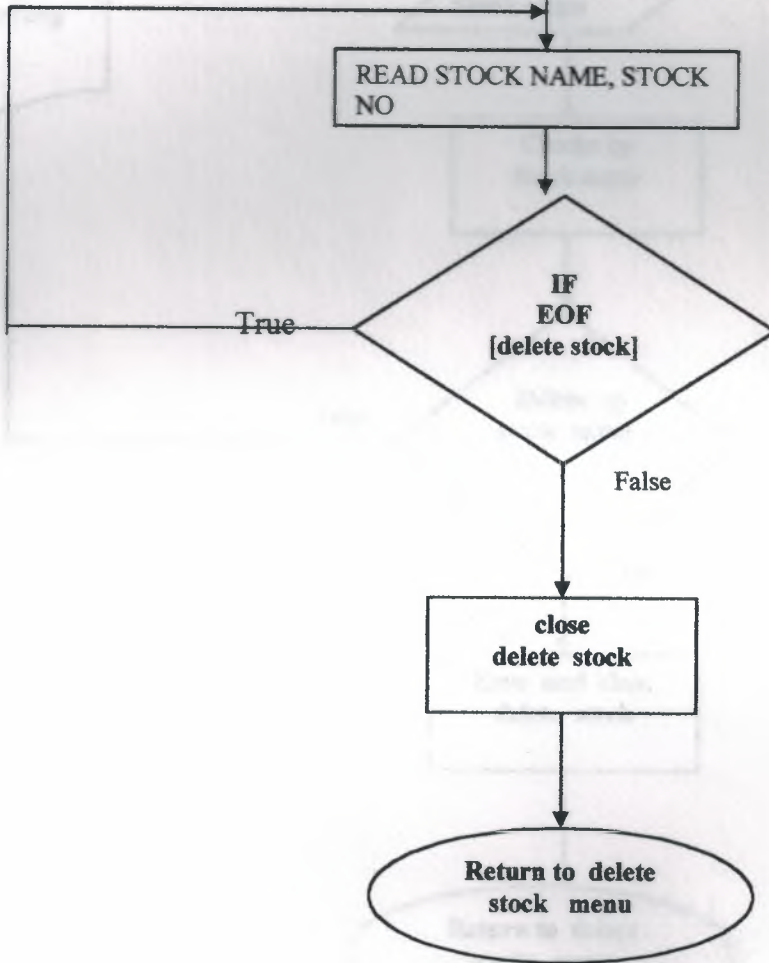 READ STOCK NAME, STOCK
NO
IF
EOF
[delete stock]
True
False
close
delete stock
Return to delete
stock menu